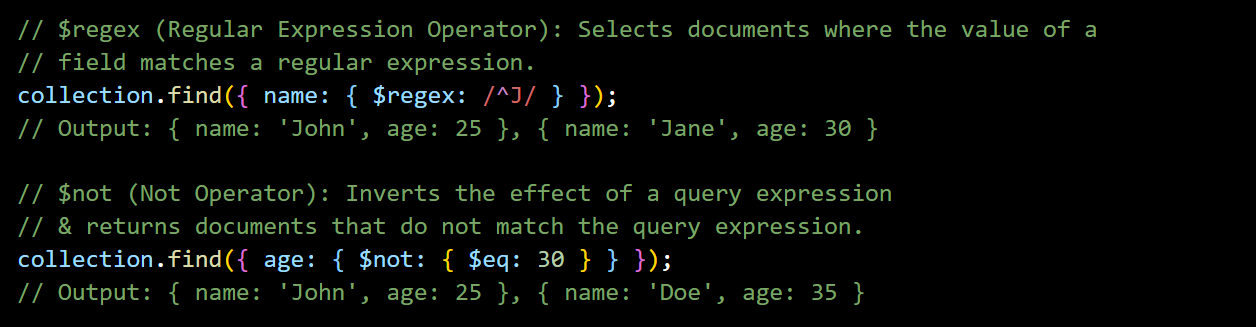 // $regex (Regular Expression Operator): Selects documents where the value of a
// field matches a regular expression.
collection.find({ name: { $regex: /^J/ } });
// Output: { name: 'John', age: 25 }, { name: 'Jane', age: 30 }
// $not (Not Operator): Inverts the effect of a query expression
// & returns documents that do not match the query expression.
collection.find({ age: { $not: { $eq: 30 } } });
// Output: { name: 'John', age: 25 }, { name: 'Doe', age: 35 }